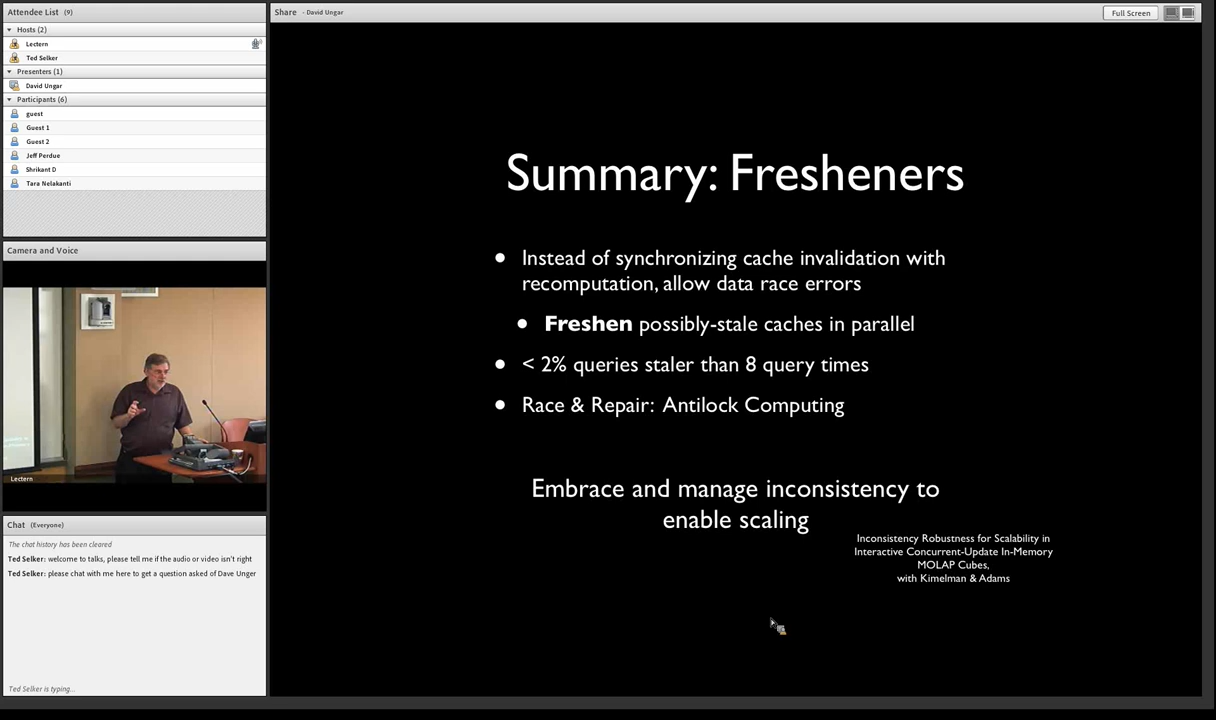 Attendee List (9)
Hosts (2)
Lectern
Ted Selker
Presenters (1)
David Ungar
Participants (6)
guest
Guest 1
Guest 2
Jeff Perdue
Shrikant D
Tara Nelakanti
Camera and Voice
Lectern
Chat (Everyone)
The chat history has been cleared
Ted Selker: welcome to talks, please tell me if the audio or video isn't right
Ted Selker: please chat with me here to get a question asked of Dave Unger
Ted Selker is typing...
Share - David Ungar
Full Screen
Summary: Fresheners
• Instead of synchronizing cache invalidation with
recomputation, allow data race errors
• Freshen possibly-stale caches in parallel
• < 2% queries staler than 8 query times
• Race & Repair: Antilock Computing
Embrace and manage inconsistency to
enable scaling
Inconsistency Robustness for Scalability in
Interactive Concurrent-Update In-Memory
MOLAP Cubes,
with Kimelman & Adams